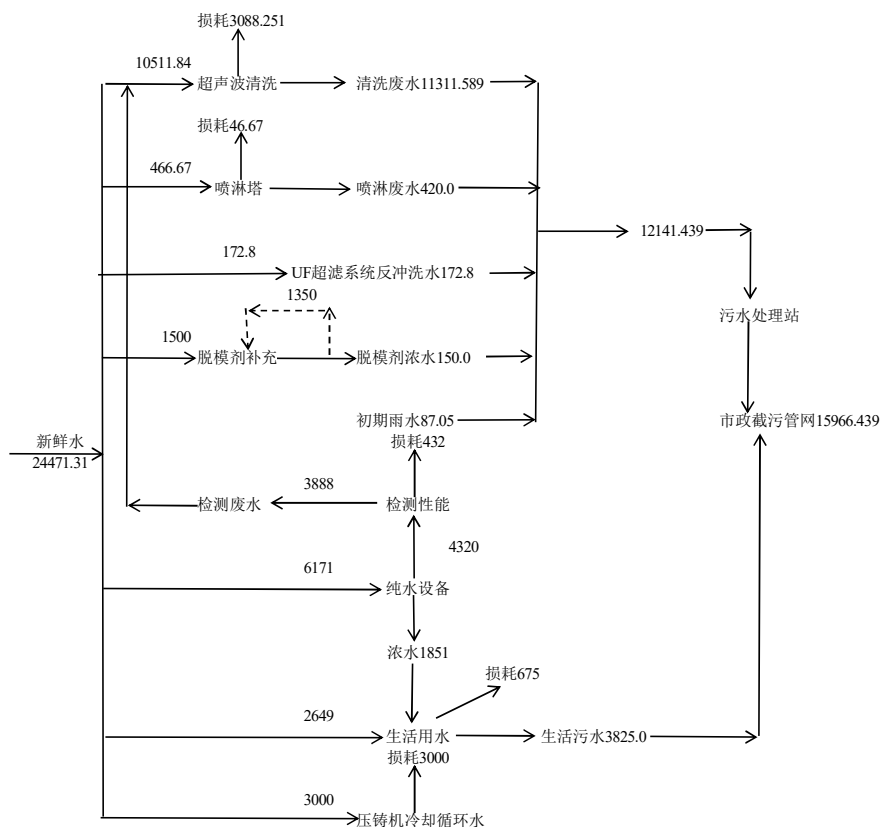 损耗3088.251
10511.84
超声波清洗
清洗废水11311.589
损耗46.67
466.67
喷淋塔
喷淋废水420.0
12141.439
172.8
UF超滤系统反冲洗水172.8
1350
污水处理站
1500
脱模剂补充
脱模剂浓水150.0
初期雨水87.05
市政截污管网15966.439
新鲜水
24471.31
损耗432
3888
检测废水
检测性能
4320
6171
纯水设备
浓水1851
损耗675
2649
生活用水
生活污水3825.0
损耗3000
3000
压铸机冷却循环水